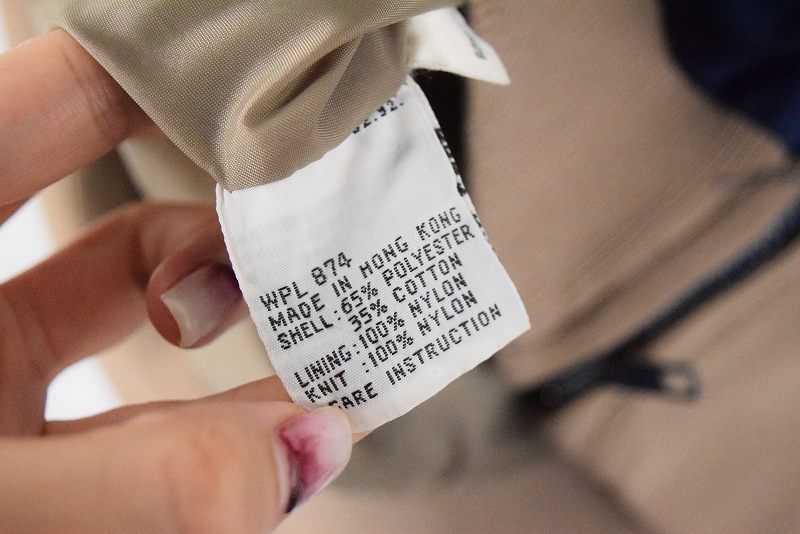 WPL 874
MADE IN HONG KONG
SHELL:65% POLYESTER
35% COTTON
LINING:100% NYLON
KNIT :100% NYLON
CARE INSTRUCTION